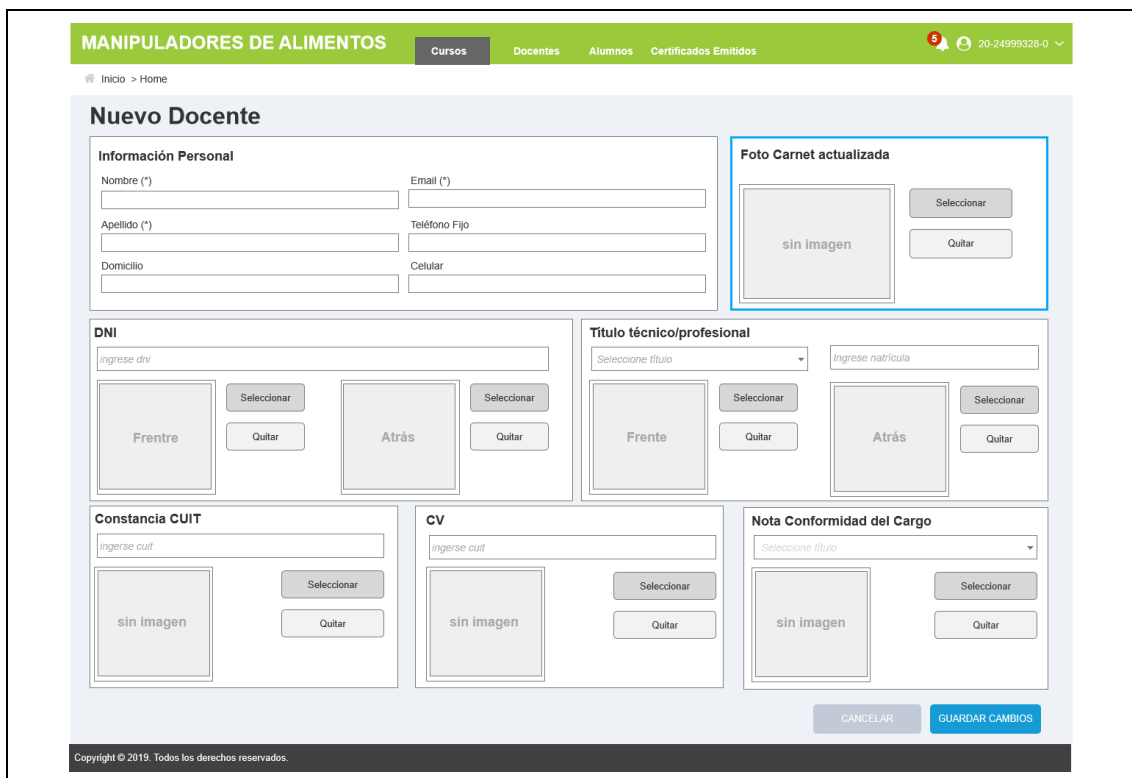 MANIPULADORES DE ALIMENTOS Cursos Docentes Alumnos Certificados Emitidos 5 20-24999328-0
Inicio > Home
Nuevo Docente
Información Personal
Nombre (*) Email (*)
Apellido (*) Teléfono Fijo
Domicilio Celular
Foto Carnet actualizada
sin imagen
Seleccionar
Quitar
DNI
ingrese dni
Frentre
Seleccionar
Quitar
Atrás
Seleccionar
Quitar
Título técnico/profesional
Seleccione título
Ingrese natrícula
Frente
Seleccionar
Quitar
Atrás
Seleccionar
Quitar
Constancia CUIT
ingerse cuit
sin imagen
Seleccionar
Quitar
CV
ingerse cuit
sin imagen
Seleccionar
Quitar
Nota Conformidad del Cargo
Seleccione título
sin imagen
Seleccionar
Quitar
CANCELAR GUARDAR CAMBIOS
Copyright © 2019. Todos los derechos reservados.